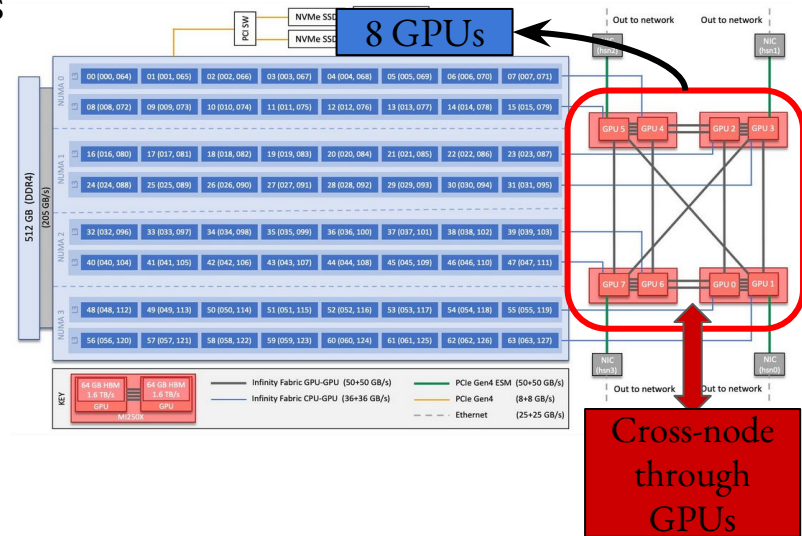 S
NVMe SSD
NVMe SSD
PCI SW
8 GPUs
Out to network
Out to network
NIC
(hsn2)
NIC
(hsn1)
512 GB (DDR4)
(205 GB/s)
NUMA 0
L3
00 (000, 064) 01 (001, 065) 02 (002, 066) 03 (003, 067) 04 (004, 068) 05 (005, 069) 06 (006, 070) 07 (007, 071)
L3
08 (008, 072) 09 (009, 073) 10 (010, 074) 11 (011, 075) 12 (012, 076) 13 (013, 077) 14 (014, 078) 15 (015, 079)
NUMA 1
L3
16 (016, 080) 17 (017, 081) 18 (018, 082) 19 (019, 083) 20 (020, 084) 21 (021, 085) 22 (022, 086) 23 (023, 087)
L3
24 (024, 088) 25 (025, 089) 26 (026, 090) 27 (027, 091) 28 (028, 092) 29 (029, 093) 30 (030, 094) 31 (031, 095)
NUMA 2
L3
32 (032, 096) 33 (033, 097) 34 (034, 098) 35 (035, 099) 36 (036, 100) 37 (037, 101) 38 (038, 102) 39 (039, 103)
L3
40 (040, 104) 41 (041, 105) 42 (042, 106) 43 (043, 107) 44 (044, 108) 45 (045, 109) 46 (046, 110) 47 (047, 111)
NUMA 3
L3
48 (048, 112) 49 (049, 113) 50 (050, 114) 51 (051, 115) 52 (052, 116) 53 (053, 117) 54 (054, 118) 55 (055, 119)
L3
56 (056, 120) 57 (057, 121) 58 (058, 122) 59 (059, 123) 60 (060, 124) 61 (061, 125) 62 (062, 126) 63 (063, 127)
GPU 5 GPU 4 GPU 2 GPU 3
GPU 7 GPU 6 GPU 0 GPU 1
NIC
(hsn3)
NIC
(hsn0)
Out to network
Out to network
KEY
64 GB HBM
1.6 TB/s
GPU
64 GB HBM
1.6 TB/s
GPU
MI250X
Infinity Fabric GPU-GPU (50+50 GB/s)
Infinity Fabric CPU-GPU (36+36 GB/s)
PCIe Gen4 ESM (50+50 GB/s)
PCIe Gen4 (8+8 GB/s)
Ethernet (25+25 GB/s)
Cross-node
through
GPUs